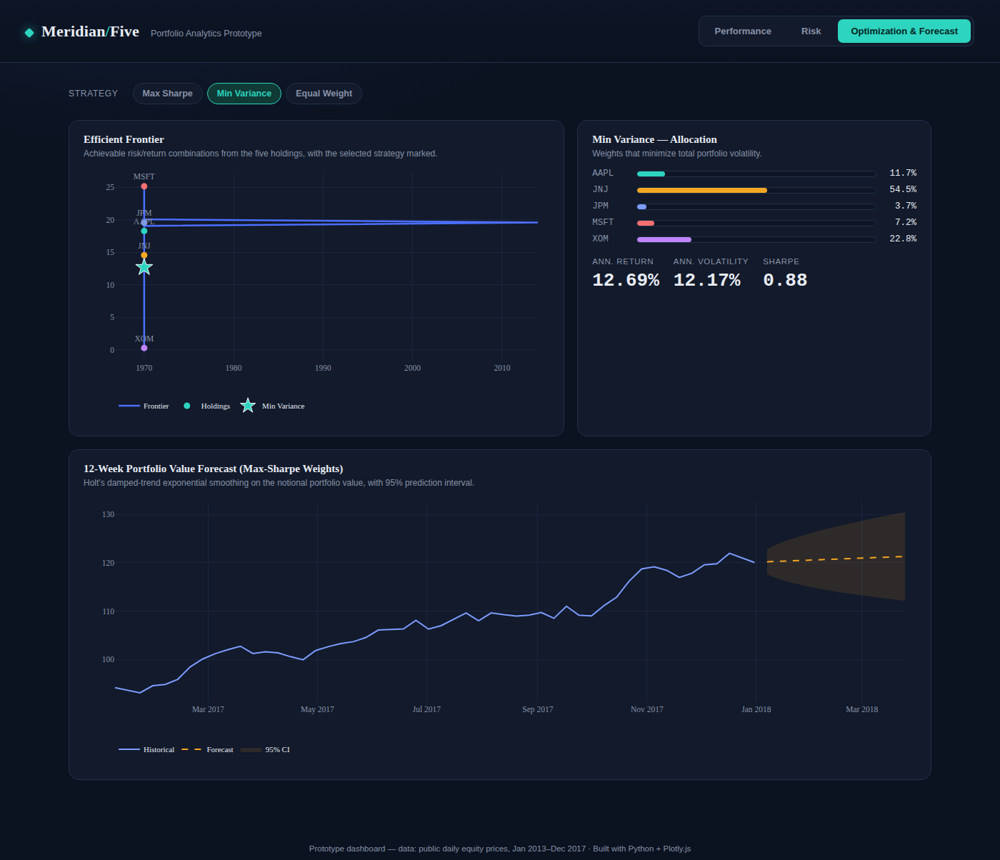 Meridian/Five Portfolio Analytics Prototype
Performance Risk Optimization & Forecast
STRATEGY Max Sharpe Min Variance Equal Weight
Efficient Frontier
Achievable risk/return combinations from the five holdings, with the selected strategy marked.
MSFT
25
JPM
20
AAPL
15
JNJ
10
5
XOM
0
1970 1980 1990 2000 2010
Frontier Holdings Min Variance
Min Variance — Allocation
Weights that minimize total portfolio volatility.
AAPL 11.7%
JNJ 54.5%
JPM 3.7%
MSFT 7.2%
XOM 22.8%
ANN. RETURN ANN. VOLATILITY SHARPE
12.69% 12.17% 0.88
12-Week Portfolio Value Forecast (Max-Sharpe Weights)
Holt's damped-trend exponential smoothing on the notional portfolio value, with 95% prediction interval.
130
120
110
100
Mar 2017 May 2017 Jul 2017 Sep 2017 Nov 2017 Jan 2018 Mar 2018
Historical Forecast 95% CI
Prototype dashboard — data: public daily equity prices, Jan 2013–Dec 2017 · Built with Python + Plotly.js